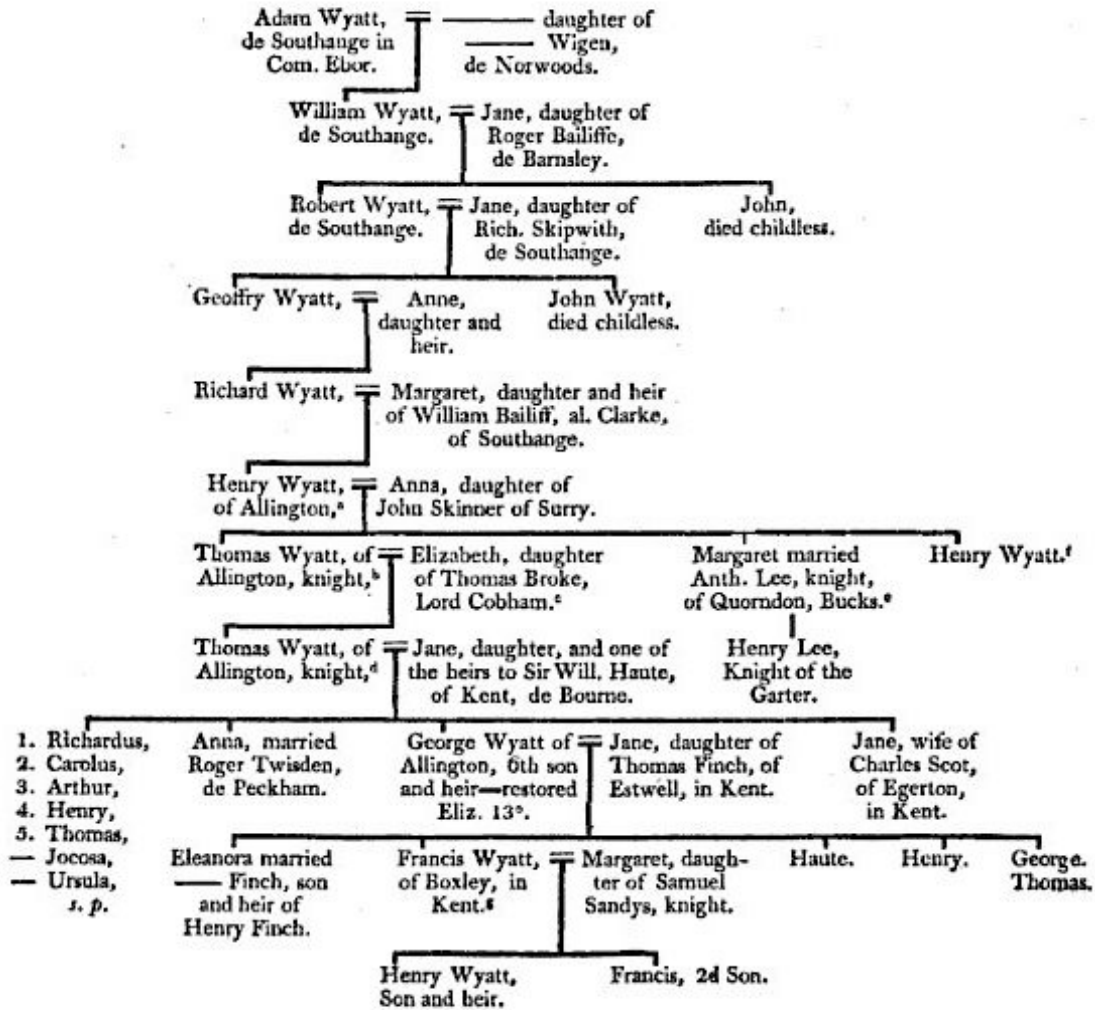 Adam Wyatt,
de Southange in
Com. Ebor.
daughter of
Wigen,
de Norwoods.
William Wyatt,
de Southange.
Jane, daughter of
Roger Bailiffe,
de Barnsley.
Robert Wyatt,
de Southange.
Jane, daughter of
Rich. Skipwith,
de Southange.
John,
died childless.
Geoffry Wyatt,
Anne,
daughter and
heir.
John Wyatt,
died childless.
Richard Wyatt,
Margaret, daughter and heir
of William Bailiff, al. Clarke,
of Southange.
Henry Wyatt,
of Allington,ᵃ
Anna, daughter of
John Skinner of Surry.
Thomas Wyatt, of
Allington, knight,ᵇ
Elizabeth, daughter
of Thomas Broke,
Lord Cobham.ᶜ
Margaret married
Anth. Lee, knight,
of Quorndon, Bucks.ᵉ
Henry Wyatt.ᶠ
Thomas Wyatt, of
Allington, knight,ᵈ
Jane, daughter, and one of
the heirs to Sir Will. Haute,
of Kent, de Bourne.
Henry Lee,
Knight of the
Garter.
1. Richardus,
2. Carolus,
3. Arthur,
4. Henry,
5. Thomas,
— Jocosa,
— Ursula,
s. p.
Anna, married
Roger Twisden,
de Peckham.
George Wyatt of
Allington, 6th son
and heir—restored
Eliz. 13°.
Jane, daughter of
Thomas Finch, of
Estwell, in Kent.
Jane, wife of
Charles Scot,
of Egerton,
in Kent.
Eleanora married
—— Finch, son
and heir of
Henry Finch.
Francis Wyatt,
of Boxley, in
Kent.ᵍ
Margaret, daugh-
ter of Samuel
Sandys, knight.
Haute.
Henry.
George.
Thomas.
Henry Wyatt,
Son and heir.
Francis, 2d Son.